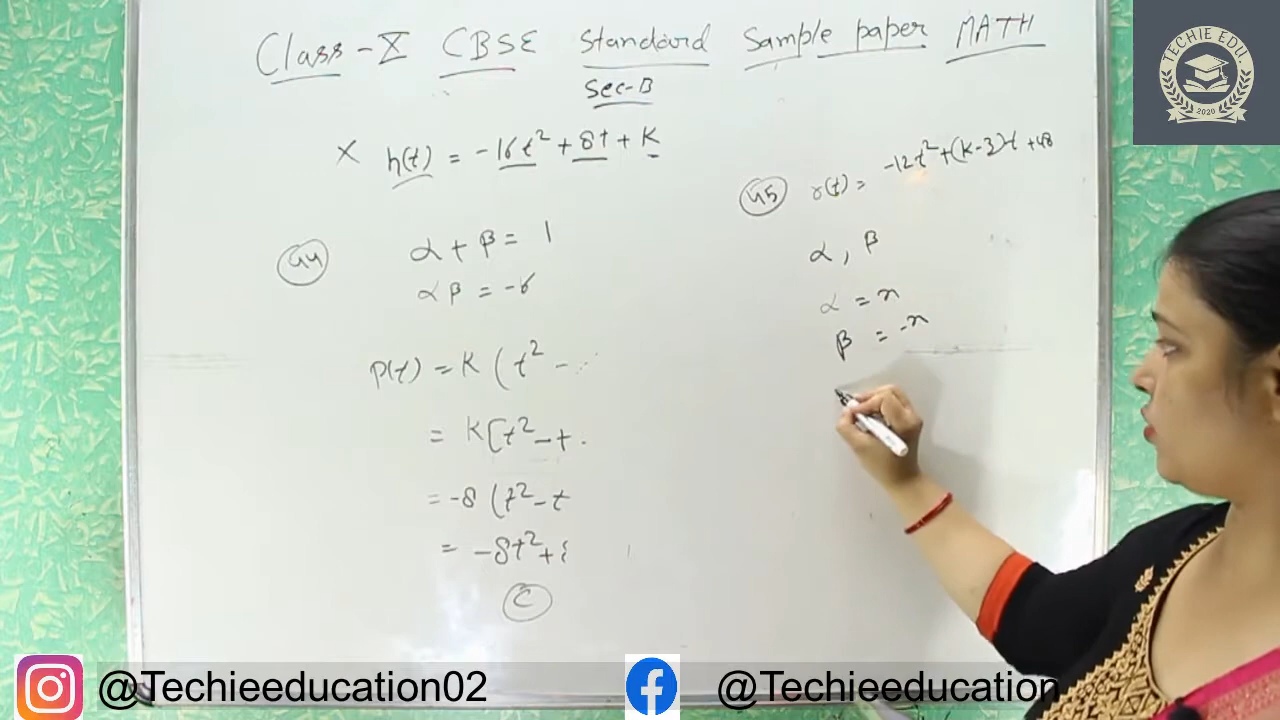 Class-X CBSE Standard Sample paper MATH
Sec-B
TECHIE EDU.
2020
x h(t) = -16t² + 8t + K
44
α + β = 1
αβ = -6
P(t) = K (t² -
= K[t² - t
= -8 (t² - t
= -8t² +
C
45 r(t) = -12t² + (K-3)t + 48
α, β
α = x
β = -x
@Techieeducation02
@Techieeducation